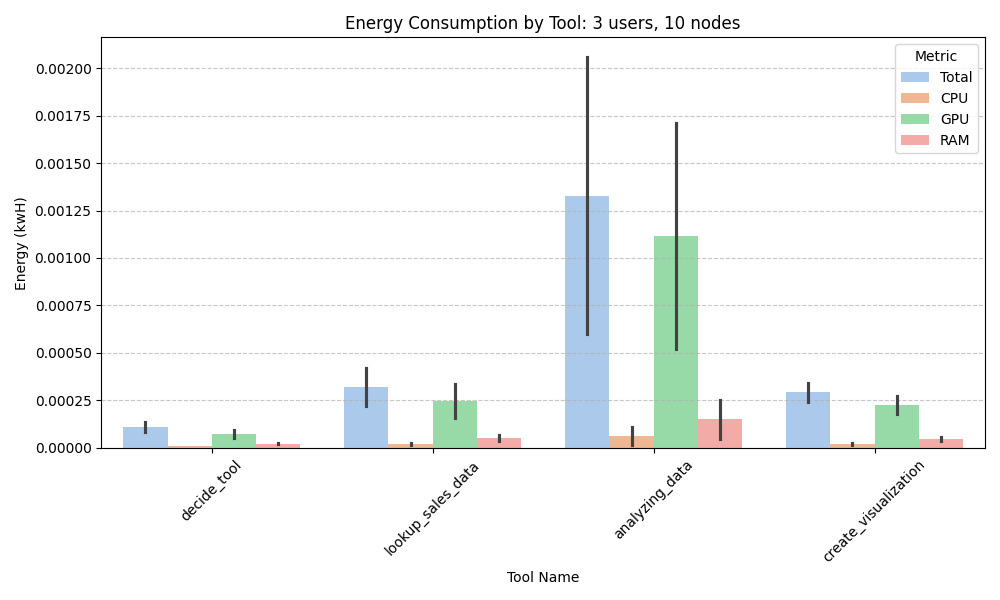 Energy Consumption by Tool: 3 users, 10 nodes
Metric
Total
CPU
GPU
RAM
0.00200
0.00175
0.00150
0.00125
0.00100
0.00075
0.00050
0.00025
0.00000
Energy (kwH)
decide_tool
lookup_sales_data
analyzing_data
create_visualization
Tool Name